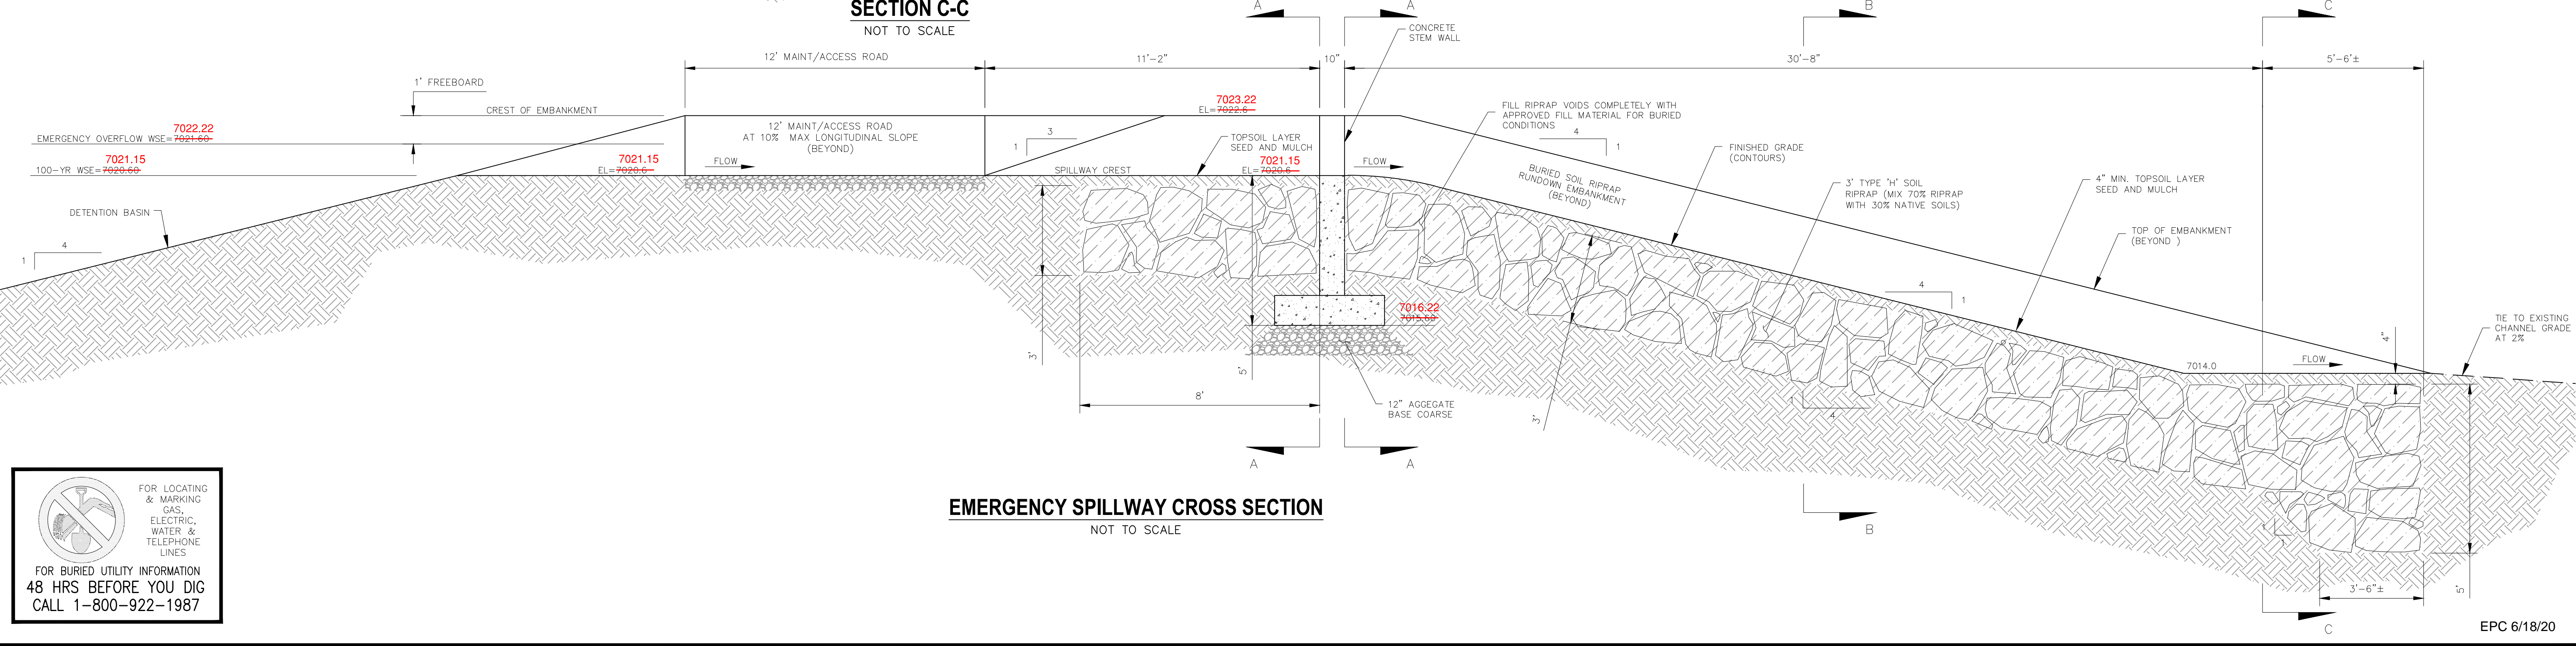 SECTION C-C
NOT TO SCALE
A
A
B
C
CONCRETE
STEM WALL
12' MAINT/ACCESS ROAD
11'-2"
10"
30'-8"
5'-6'±
1' FREEBOARD
CREST OF EMBANKMENT
7023.22
EL=7022.6
7022.22
EMERGENCY OVERFLOW WSE=7021.60
12' MAINT/ACCESS ROAD
AT 10% MAX LONGITUDINAL SLOPE
(BEYOND)
3
1
TOPSOIL LAYER
SEED AND MULCH
FILL RIPRAP VOIDS COMPLETELY WITH
APPROVED FILL MATERIAL FOR BURIED
CONDITIONS
4
1
FINISHED GRADE
(CONTOURS)
7021.15
100-YR WSE=7020.60
7021.15
EL=7020.6
FLOW
SPILLWAY CREST
7021.15
EL=7020.6
FLOW
BURIED SOIL RIPRAP
RUNDOWN EMBANKMENT
(BEYOND)
3' TYPE 'H' SOIL
RIPRAP (MIX 70% RIPRAP
WITH 30% NATIVE SOILS)
4" MIN. TOPSOIL LAYER
SEED AND MULCH
DETENTION BASIN
TOP OF EMBANKMENT
(BEYOND )
4
1
4
1
7016.22
7015.60
TIE TO EXISTING
CHANNEL GRADE
AT 2%
3'
5'
3'
4"
7014.0
FLOW
8'
12" AGGEGATE
BASE COARSE
1
4
A
A
B
C
1
1
3'-6"±
5'
EMERGENCY SPILLWAY CROSS SECTION
NOT TO SCALE
FOR LOCATING
& MARKING
GAS,
ELECTRIC,
WATER &
TELEPHONE
LINES
FOR BURIED UTILITY INFORMATION
48 HRS BEFORE YOU DIG
CALL 1-800-922-1987
EPC 6/18/20